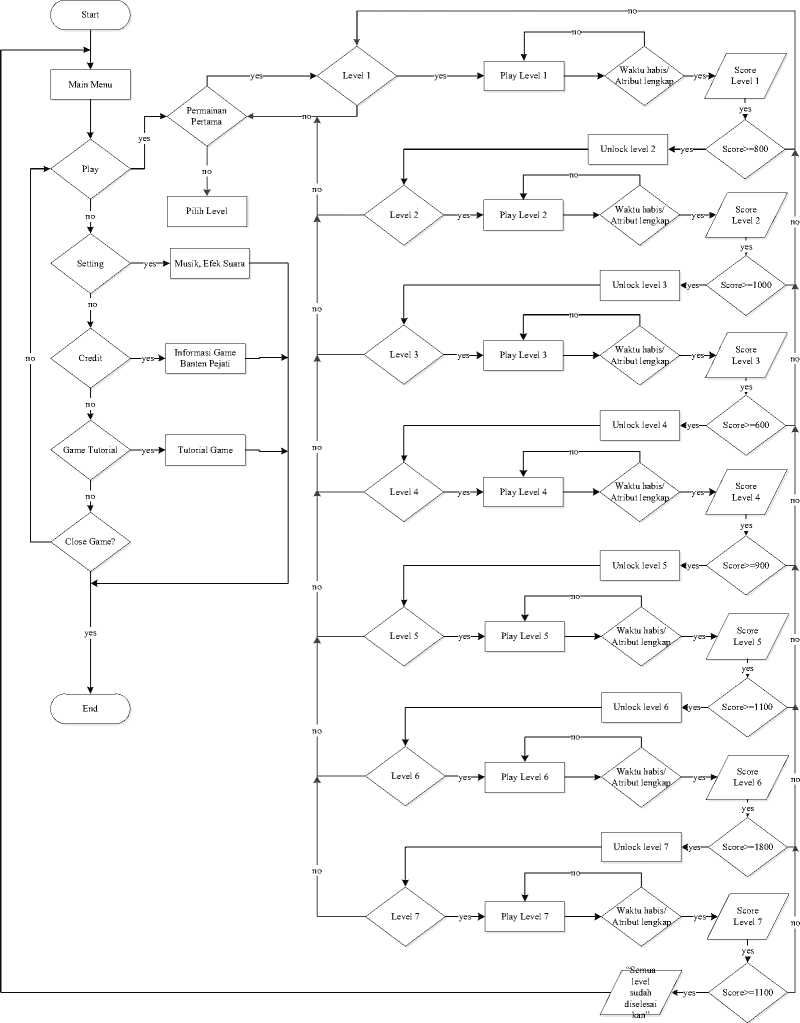 Start
Main Menu
Play
yes
no
Permainan
Pertama
yes
no
Pilih Level
Setting
yes
Musik, Efek Suara
no
Credit
yes
Informasi Game
Banten Pejati
no
Game Tutorial
yes
Tutorial Game
no
Close Game?
no
yes
End
no
Level 1
no
yes
Play Level 1
no
Waktu habis/
Atribut lengkap
yes
Score
Level 1
yes
Score>=800
yes
Unlock level 2
no
Level 2
no
yes
Play Level 2
no
Waktu habis/
Atribut lengkap
yes
Score
Level 2
yes
Score>=1000
yes
Unlock level 3
no
Level 3
no
yes
Play Level 3
no
Waktu habis/
Atribut lengkap
yes
Score
Level 3
yes
Score>=600
yes
Unlock level 4
no
Level 4
no
yes
Play Level 4
no
Waktu habis/
Atribut lengkap
yes
Score
Level 4
yes
Score>=900
yes
Unlock level 5
no
Level 5
no
yes
Play Level 5
no
Waktu habis/
Atribut lengkap
yes
Score
Level 5
yes
Score>=1100
yes
Unlock level 6
no
Level 6
no
yes
Play Level 6
no
Waktu habis/
Atribut lengkap
yes
Score
Level 6
yes
Score>=1800
yes
Unlock level 7
no
Level 7
no
yes
Play Level 7
no
Waktu habis/
Atribut lengkap
yes
Score
Level 7
yes
Score>=1100
yes
"Semua
level
sudah
diselesai
kan"